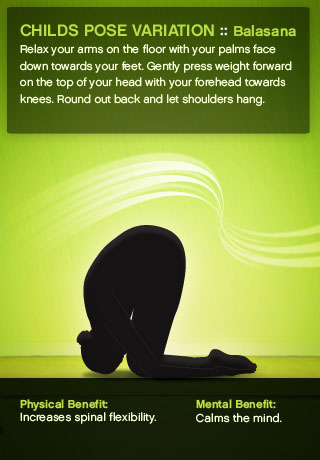 CHILDS POSE VARIATION :: Balasana
Relax your arms on the floor with your palms face
down towards your feet. Gently press weight forward
on the top of your head with your forehead towards
knees. Round out back and let shoulders hang.
Physical Benefit:
Increases spinal flexibility.
Mental Benefit:
Calms the mind.